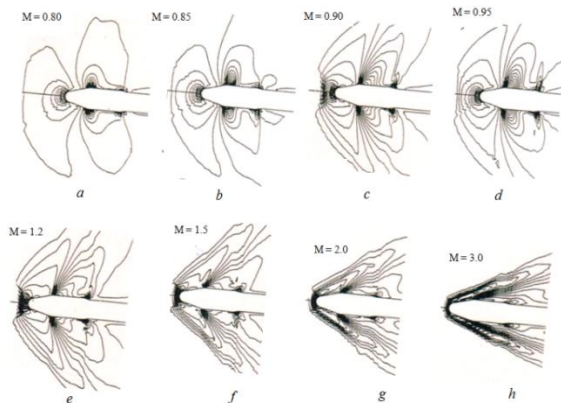 M = 0.80
M = 0.85
M = 0.90
M = 0.95
a
b
c
d
M = 1.2
M = 1.5
M = 2.0
M = 3.0
e
f
g
h